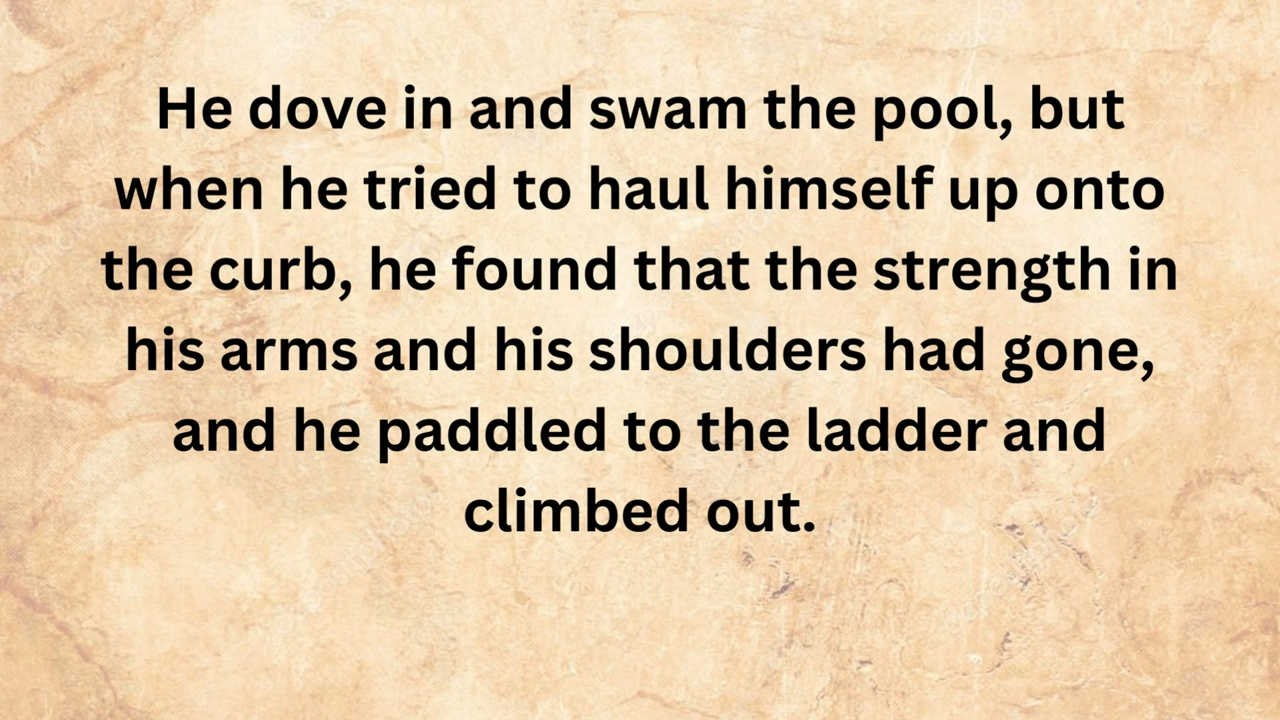 He dove in and swam the pool, but
when he tried to haul himself up onto
the curb, he found that the strength in
his arms and his shoulders had gone,
and he paddled to the ladder and
climbed out.